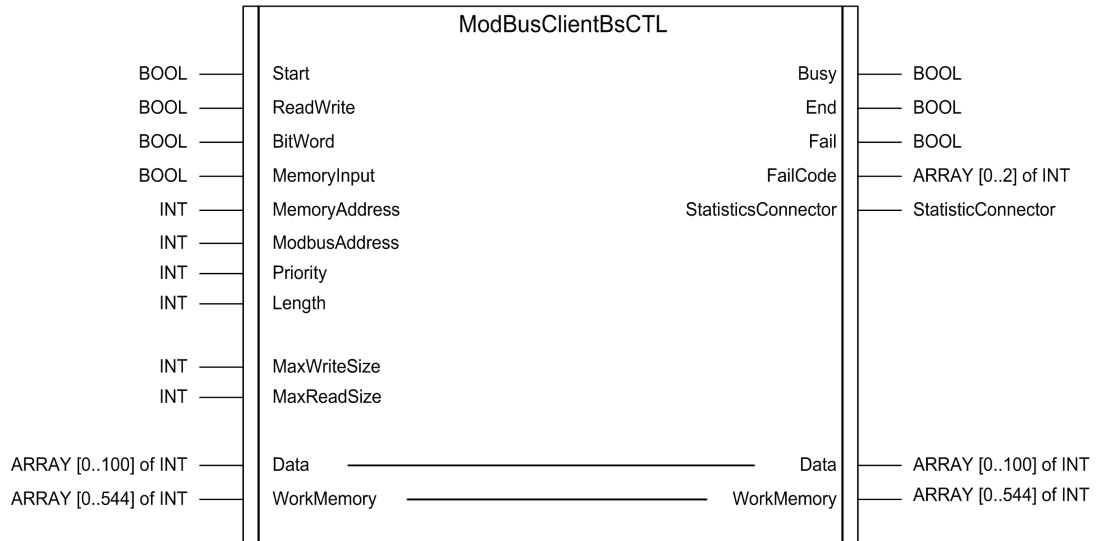 ModBusClientBsCTL
BOOL Start Busy BOOL
BOOL ReadWrite End BOOL
BOOL BitWord Fail BOOL
BOOL MemoryInput FailCode ARRAY [0..2] of INT
INT MemoryAddress StatisticsConnector StatisticConnector
INT ModbusAddress
INT Priority
INT Length
INT MaxWriteSize
INT MaxReadSize
ARRAY [0..100] of INT Data Data ARRAY [0..100] of INT
ARRAY [0..544] of INT WorkMemory WorkMemory ARRAY [0..544] of INT